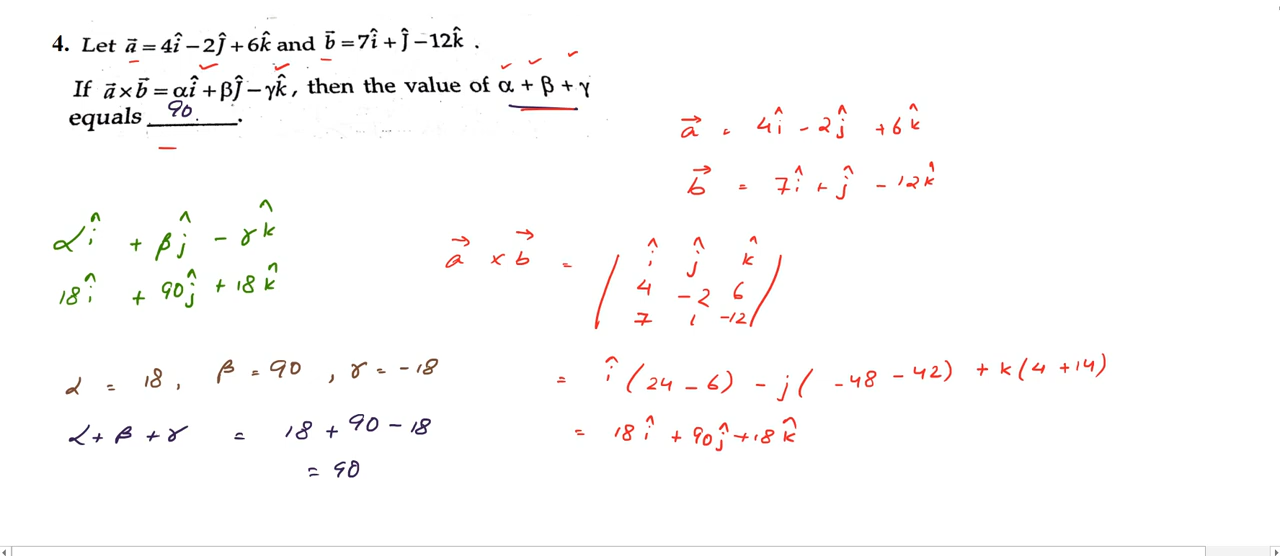 4. Let a⃗ = 4î − 2ĵ + 6k̂ and b⃗ = 7î + ĵ − 12k̂ .
If a⃗ × b⃗ = αî + βĵ − γk̂, then the value of α + β + γ
equals 90.
a⃗ = 4î − 2ĵ + 6k̂
b⃗ = 7î + ĵ − 12k̂
αî + βĵ − γk̂
18î + 90ĵ + 18k̂
a⃗ × b⃗ = | î ĵ k̂
4 −2 6
7 1 −12 |
α = 18, β = 90, γ = −18
= î (24 − 6) − j( −48 − 42) + k(4 + 14)
α + β + γ = 18 + 90 − 18
= 18î + 90ĵ + 18k̂
= 90